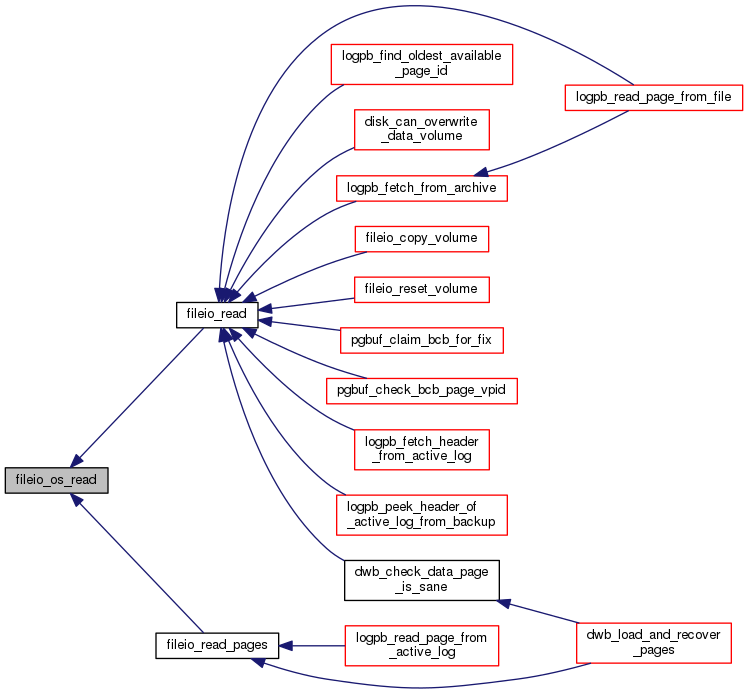 logpb_find_oldest_available
_page_id
logpb_read_page_from_file
disk_can_overwrite
_data_volume
logpb_fetch_from_archive
fileio_copy_volume
fileio_reset_volume
fileio_read
pgbuf_claim_bcb_for_fix
pgbuf_check_bcb_page_vpid
logpb_fetch_header
_from_active_log
fileio_os_read
logpb_peek_header_of
_active_log_from_backup
dwb_check_data_page
_is_sane
fileio_read_pages
logpb_read_page_from
_active_log
dwb_load_and_recover
_pages